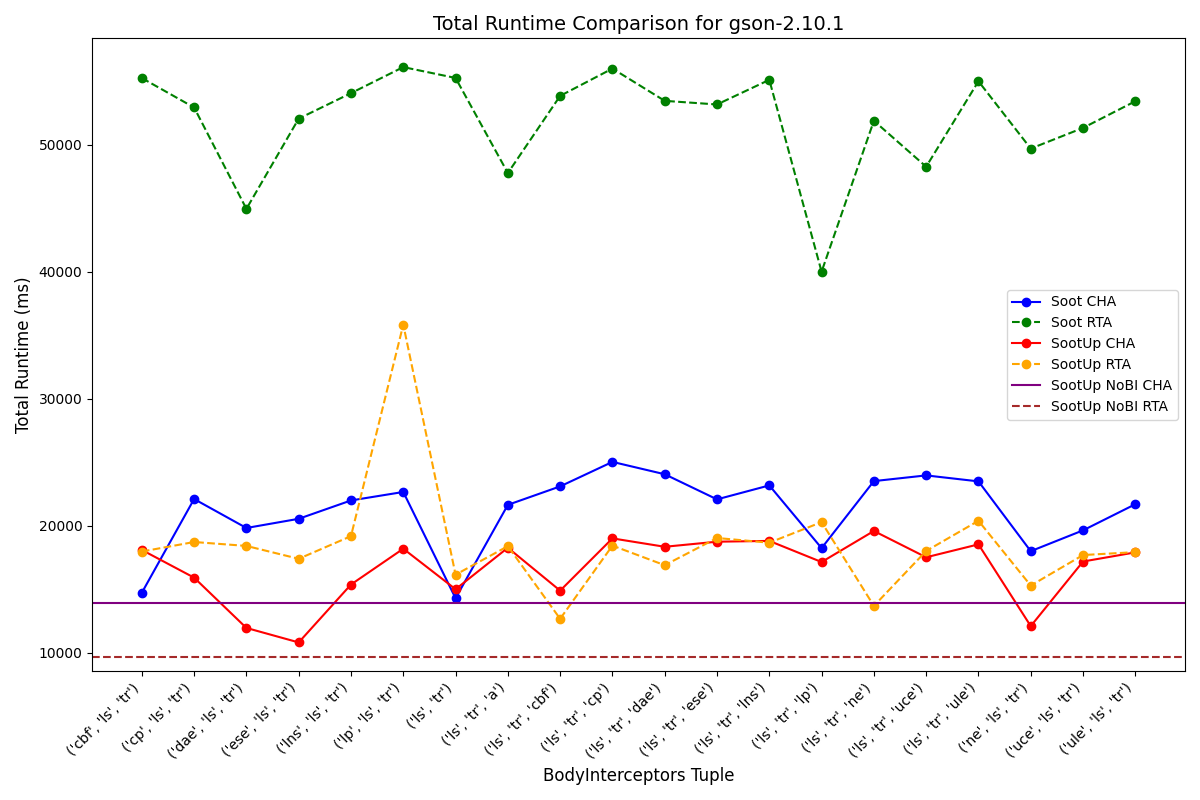 Total Runtime Comparison for gson-2.10.1
Total Runtime (ms)
50000
40000
30000
20000
10000
Soot CHA
Soot RTA
SootUp CHA
SootUp RTA
SootUp NoBI CHA
SootUp NoBI RTA
('cbf', 'ls', 'tr')
('cp', 'ls', 'tr')
('dae', 'ls', 'tr')
('ese', 'ls', 'tr')
('lns', 'ls', 'tr')
('lp', 'ls', 'tr')
('ls', 'tr')
('ls', 'tr', 'a')
('ls', 'tr', 'cbf')
('ls', 'tr', 'cp')
('ls', 'tr', 'dae')
('ls', 'tr', 'ese')
('ls', 'tr', 'lns')
('ls', 'tr', 'lp')
('ls', 'tr', 'ne')
('ls', 'tr', 'uce')
('ls', 'tr', 'ule')
('ne', 'ls', 'tr')
('uce', 'ls', 'tr')
('ule', 'ls', 'tr')
BodyInterceptors Tuple